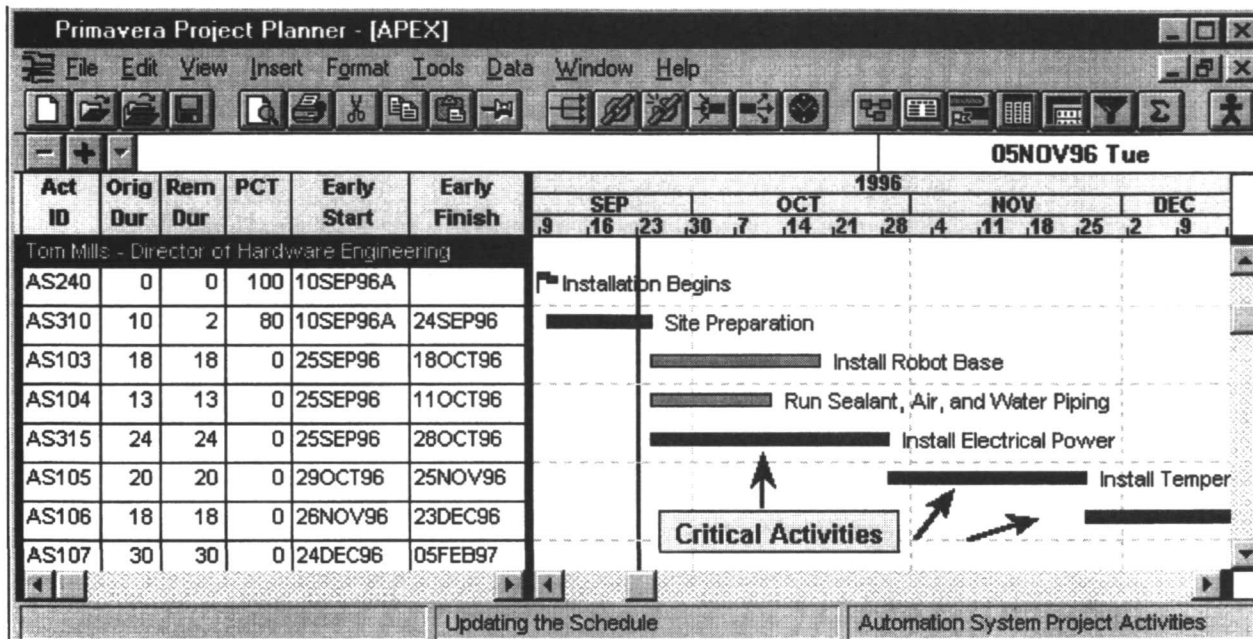 Primavera Project Planner - [APEX]
File Edit View Insert Format Tools Data Window Help
05NOV96 Tue
Act ID Orig Dur Rem Dur PCT Early Start Early Finish
1996
SEP OCT NOV DEC
9 16 23 30 7 14 21 28 4 11 18 25 2 9
Tom Mills - Director of Hardware Engineering
AS240 0 0 100 10SEP96A Installation Begins
AS310 10 2 80 10SEP96A 24SEP96 Site Preparation
AS103 18 18 0 25SEP96 18OCT96 Install Robot Base
AS104 13 13 0 25SEP96 11OCT96 Run Sealant, Air, and Water Piping
AS315 24 24 0 25SEP96 28OCT96 Install Electrical Power
AS105 20 20 0 29OCT96 25NOV96 Install Temper
AS106 18 18 0 26NOV96 23DEC96
Critical Activities
AS107 30 30 0 24DEC96 05FEB97
Updating the Schedule Automation System Project Activities